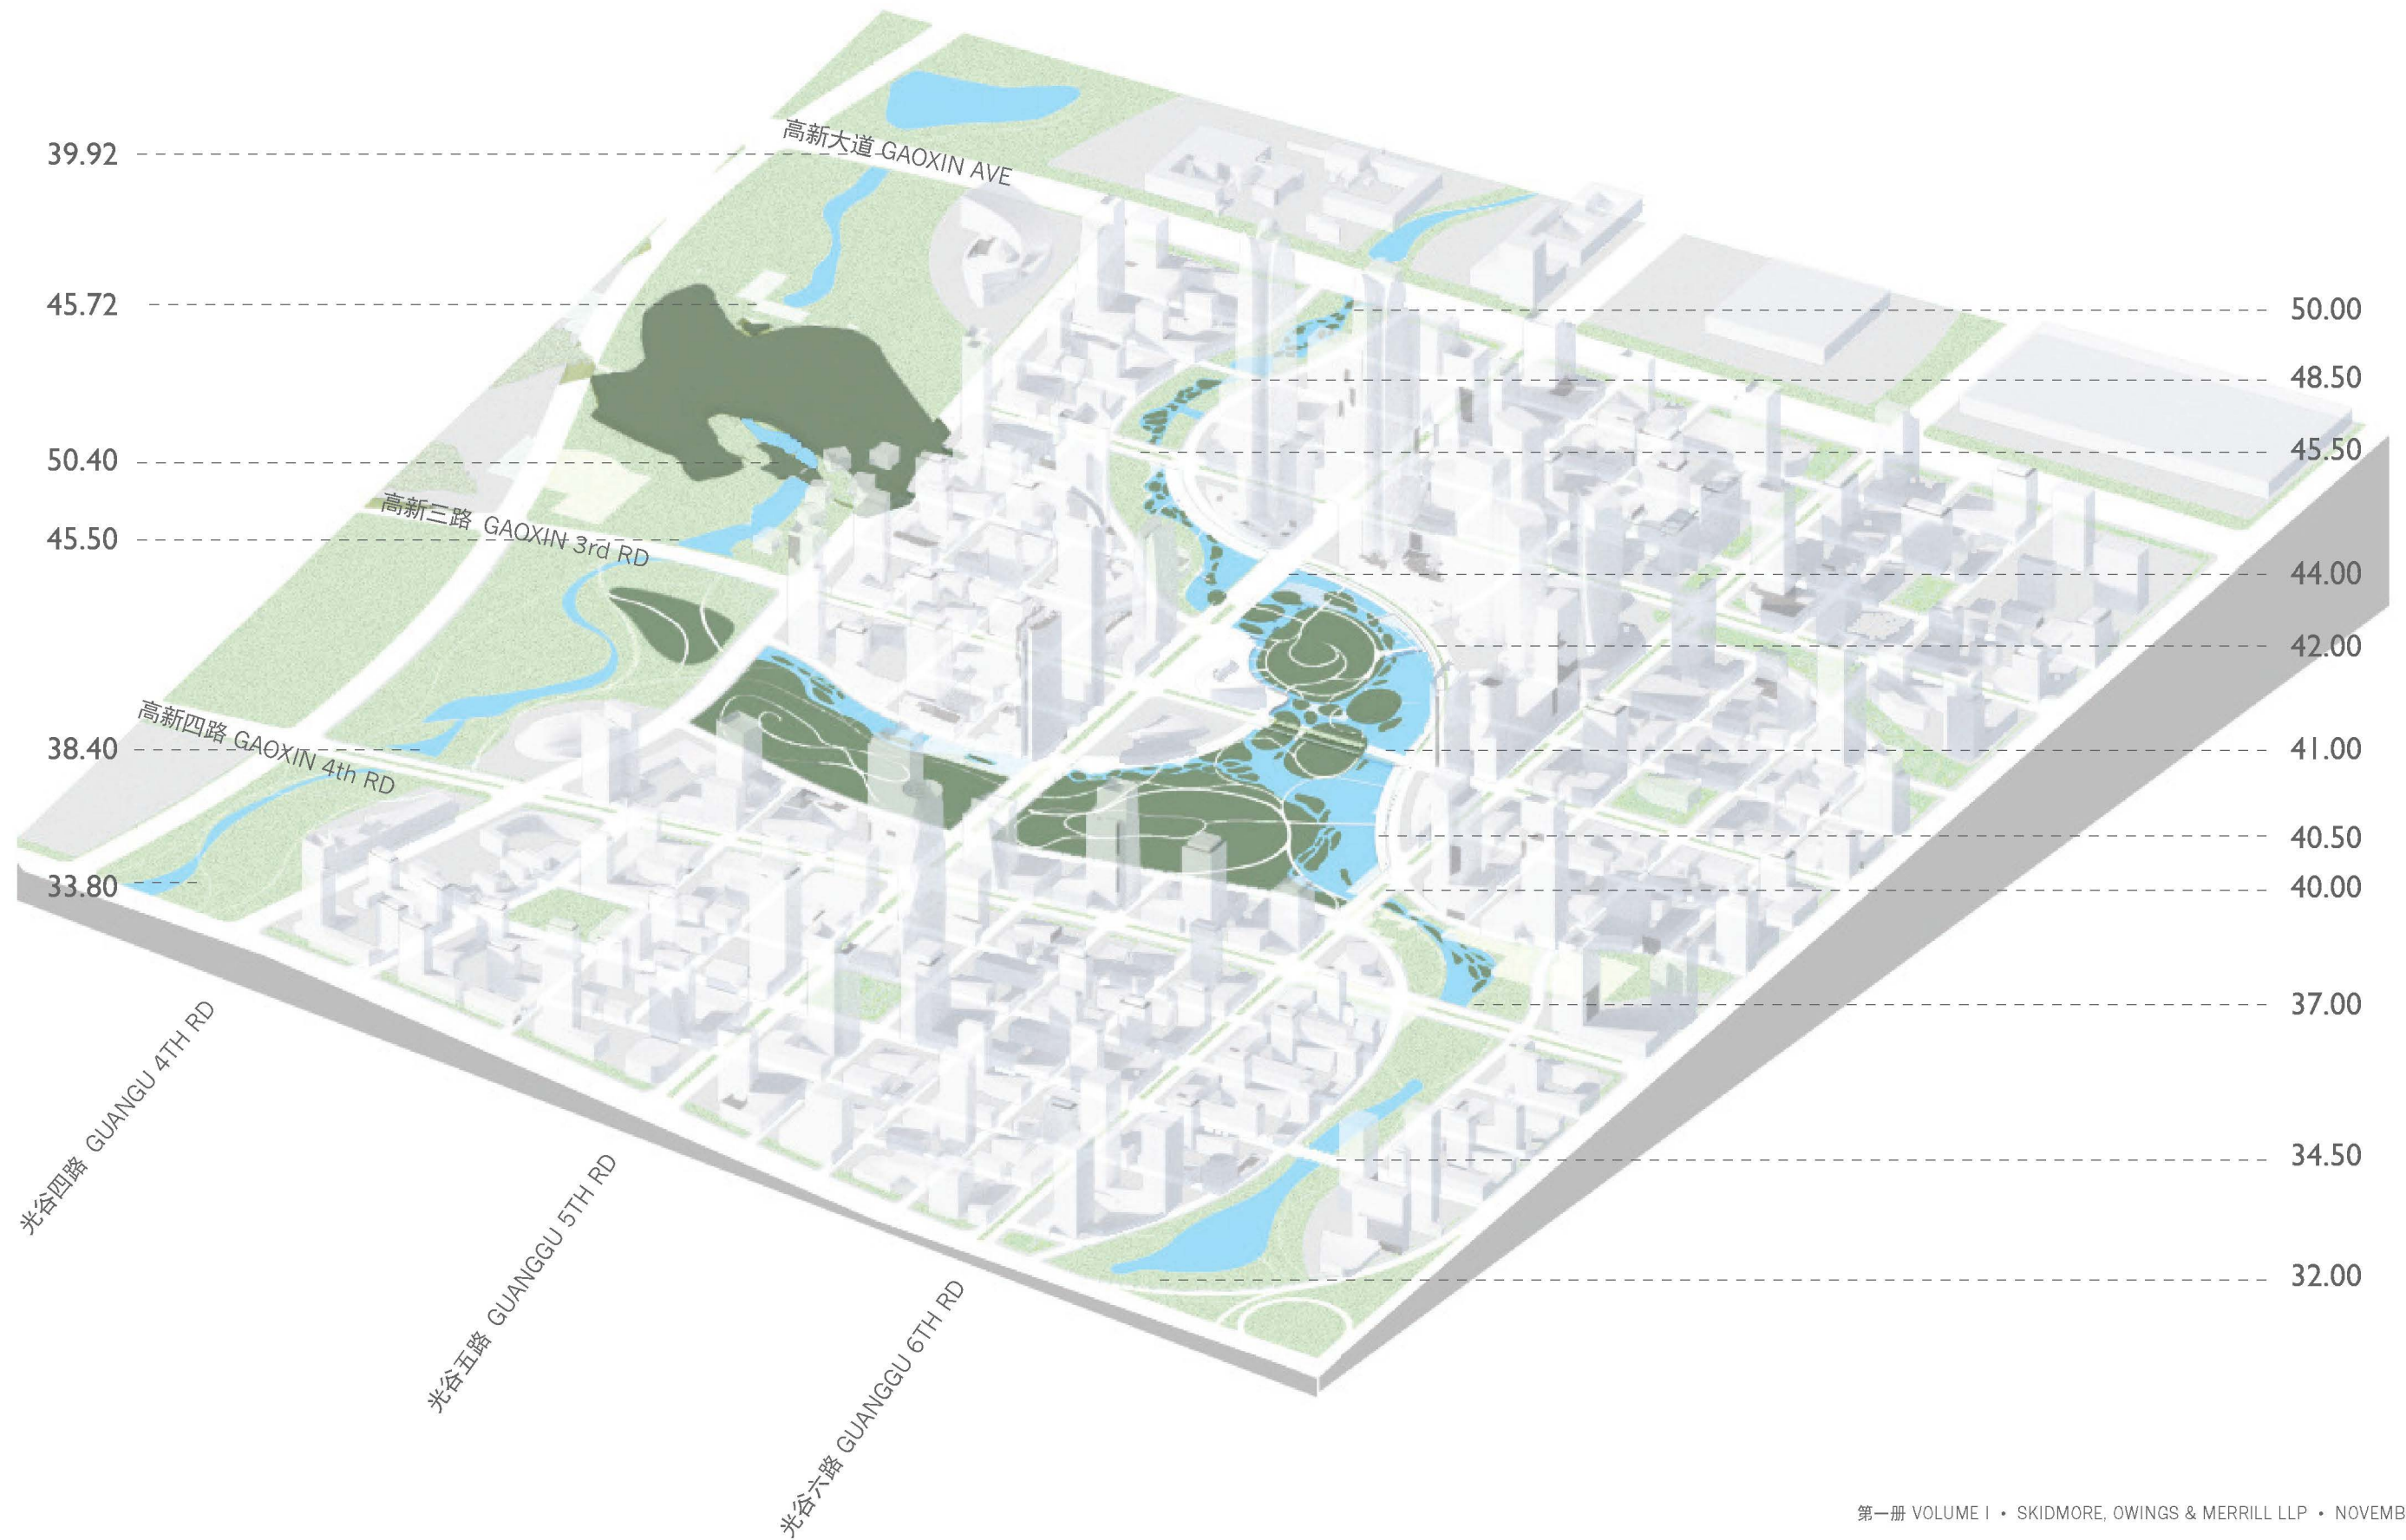 高新大道 GAOXIN AVE
39.92
45.72
50.40
高新三路 GAOXIN 3rd RD
45.50
高新四路 GAOXIN 4th RD
38.40
33.80
50.00
48.50
45.50
44.00
42.00
41.00
40.50
40.00
37.00
34.50
32.00
光谷四路 GUANGU 4TH RD
光谷五路 GUANGGU 5TH RD
光谷六路 GUANGGU 6TH RD
第一册 VOLUME I • SKIDMORE, OWINGS & MERRILL LLP • NOVEMB